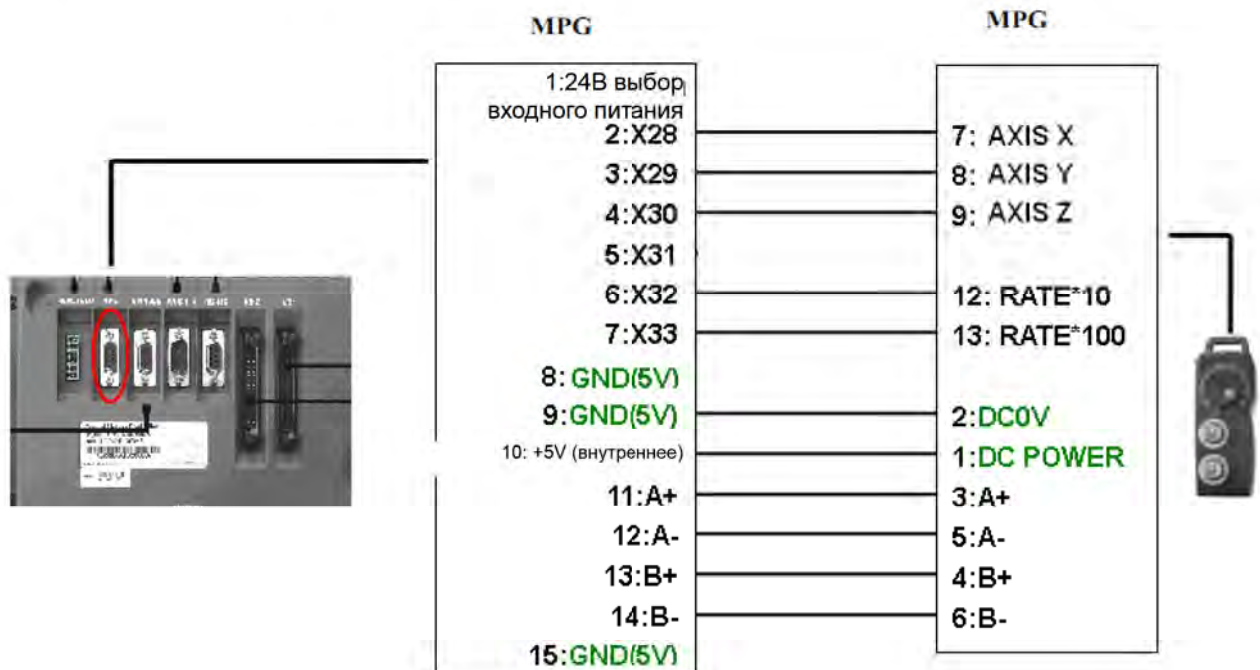 MPG
MPG
1:24В выбор
входного питания
2:X28
3:X29
4:X30
5:X31
6:X32
7:X33
8: GND(5V)
9:GND(5V)
10: +5V (внутреннее)
11:A+
12:A-
13:B+
14:B-
15:GND(5V)
7: AXIS X
8: AXIS Y
9: AXIS Z
12: RATE*10
13: RATE*100
2:DC0V
1:DC POWER
3:A+
5:A-
4:B+
6:B-